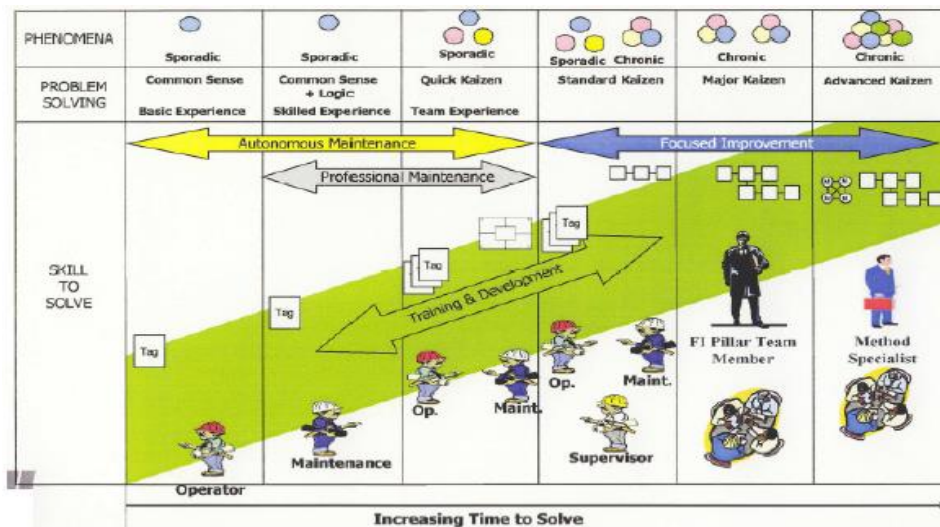 PHENOMENA
Sporadic
Sporadic
Sporadic
Sporadic Chronic
Chronic
Chronic
PROBLEM
SOLVING
Common Sense
Basic Experience
Common Sense
+ Logic
Skilled Experience
Quick Kaizen
Team Experience
Standard Kaizen
Major Kaizen
Advanced Kaizen
Autonomous Maintenance
Focused Improvement
Professional Maintenance
SKILL
TO
SOLVE
Tag
Tag
Tag
Tag
Training & Development
FI Pillar Team
Member
Method
Specialist
Op.
Maint.
Op.
Maint.
Operator
Maintenance
Supervisor
Increasing Time to Solve